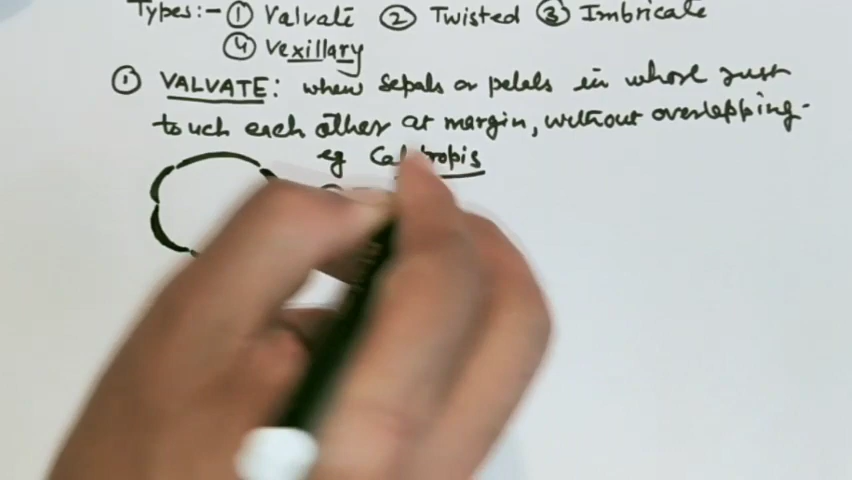 Types:- ① Valvate ② Twisted ③ Imbricate
④ Vexillary
① VALVATE: when sepals or petals in whorl just
touch each other at margin, without overlapping.
eg Calotropis